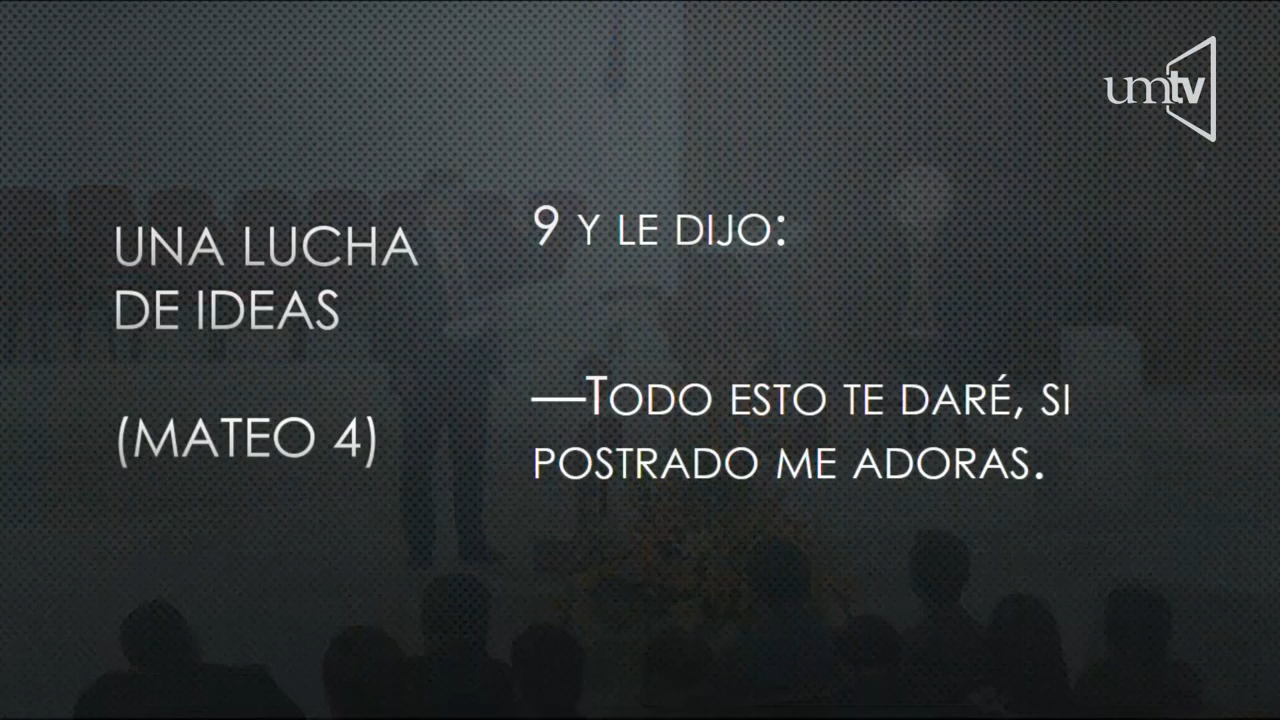 umtv
UNA LUCHA
DE IDEAS
(MATEO 4)
9 Y LE DIJO:
—TODO ESTO TE DARÉ, SI
POSTRADO ME ADORAS.